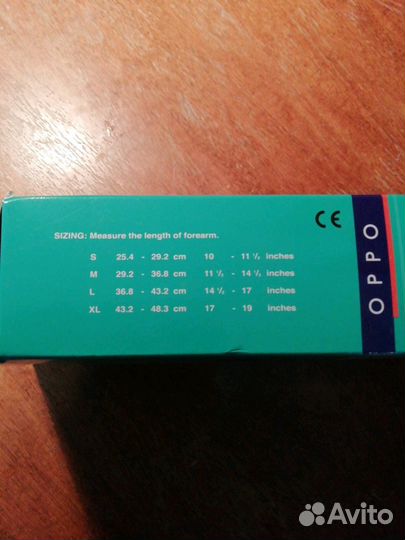 CE
SIZING: Measure the length of forearm.
S 25.4 - 29.2 cm 10 - 11 1/2 inches
M 29.2 - 36.8 cm 11 1/2 - 14 1/2 inches
L 36.8 - 43.2 cm 14 1/2 - 17 inches
XL 43.2 - 48.3 cm 17 - 19 inches
OPPO
Avito